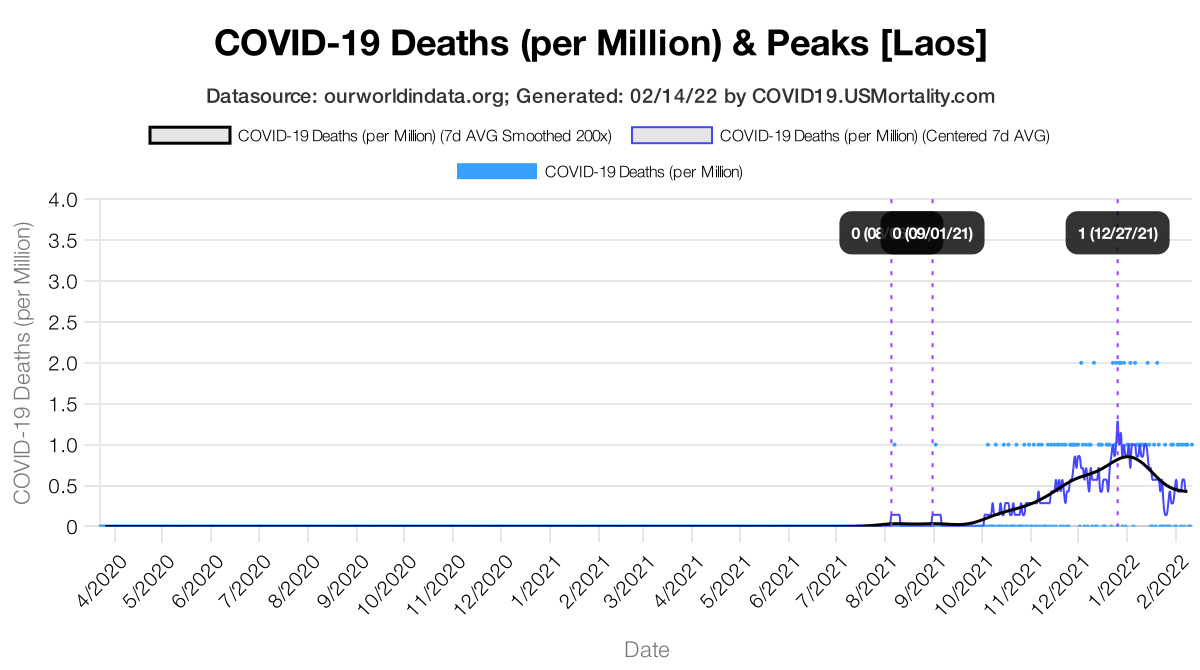 COVID-19 Deaths (per Million) & Peaks [Laos]
Datasource: ourworldindata.org; Generated: 02/14/22 by COVID19.USMortality.com
COVID-19 Deaths (per Million) (7d AVG Smoothed 200x) COVID-19 Deaths (per Million) (Centered 7d AVG)
COVID-19 Deaths (per Million)
COVID-19 Deaths (per Million)
4.0
3.5
3.0
2.5
2.0
1.5
1.0
0.5
0
0 (08/ 0 (09/01/21) 1 (12/27/21)
4/2020 5/2020 6/2020 7/2020 8/2020 9/2020 10/2020 11/2020 12/2020 1/2021 2/2021 3/2021 4/2021 5/2021 6/2021 7/2021 8/2021 9/2021 10/2021 11/2021 12/2021 1/2022 2/2022
Date